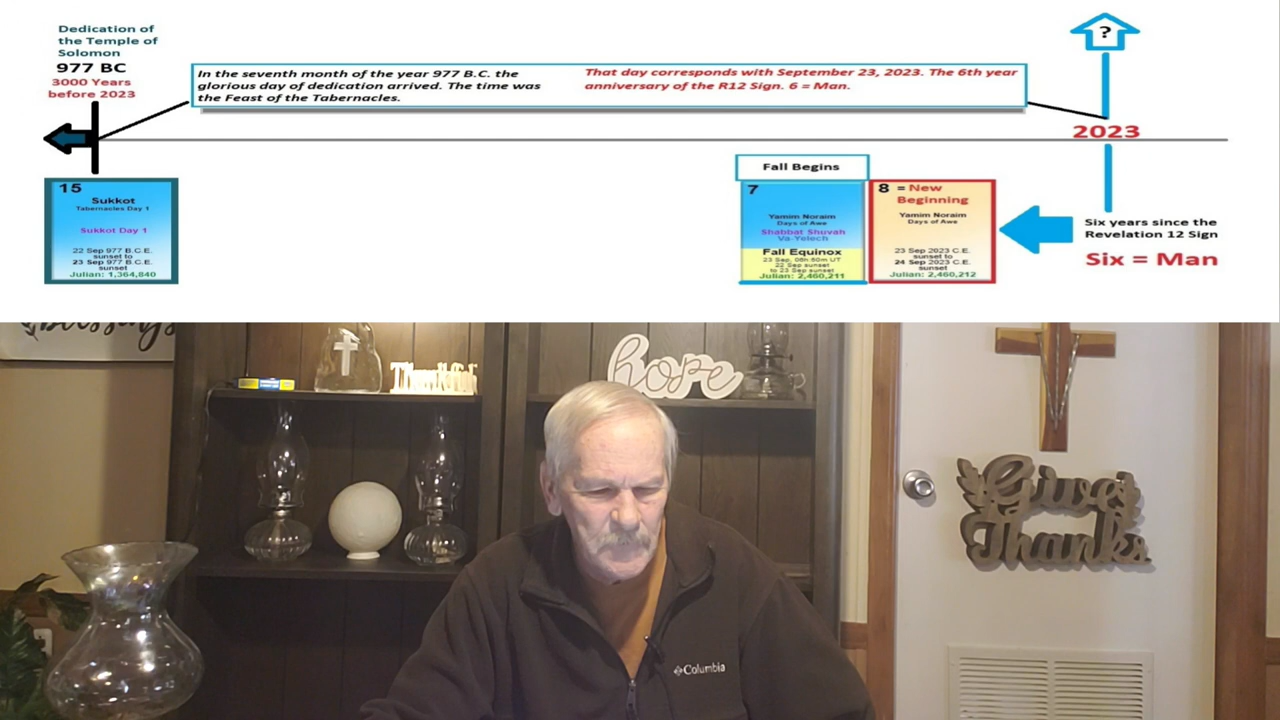 Dedication of
the Temple of
Solomon
977 BC
3000 Years
before 2023
In the seventh month of the year 977 B.C. the
glorious day of dedication arrived. The time was
the Feast of the Tabernacles.
That day corresponds with September 23, 2023. The 6th year
anniversary of the R12 Sign. 6 = Man.
?
2023
15
Sukkot
Tabernacles Day 1
Sukkot Day 1
22 Sep 977 B.C.E.
sunset to
23 Sep 977 B.C.E.
sunset
Julian: 1,364,840
Fall Begins
7
Yamim Noraim
Days of Awe
Shabbat Shuvah
Va-Yelech
Fall Equinox
23 Sep, 06h 50m UT
22 Sep sunset
to 23 Sep sunset
Julian: 2,460,211
8 = New
Beginning
Yamim Noraim
Days of Awe
23 Sep 2023 C.E.
sunset to
24 Sep 2023 C.E.
sunset
Julian: 2,460,212
Six years since the
Revelation 12 Sign
Six = Man
Blessings
Thankful
hope
Give
Thanks
Columbia